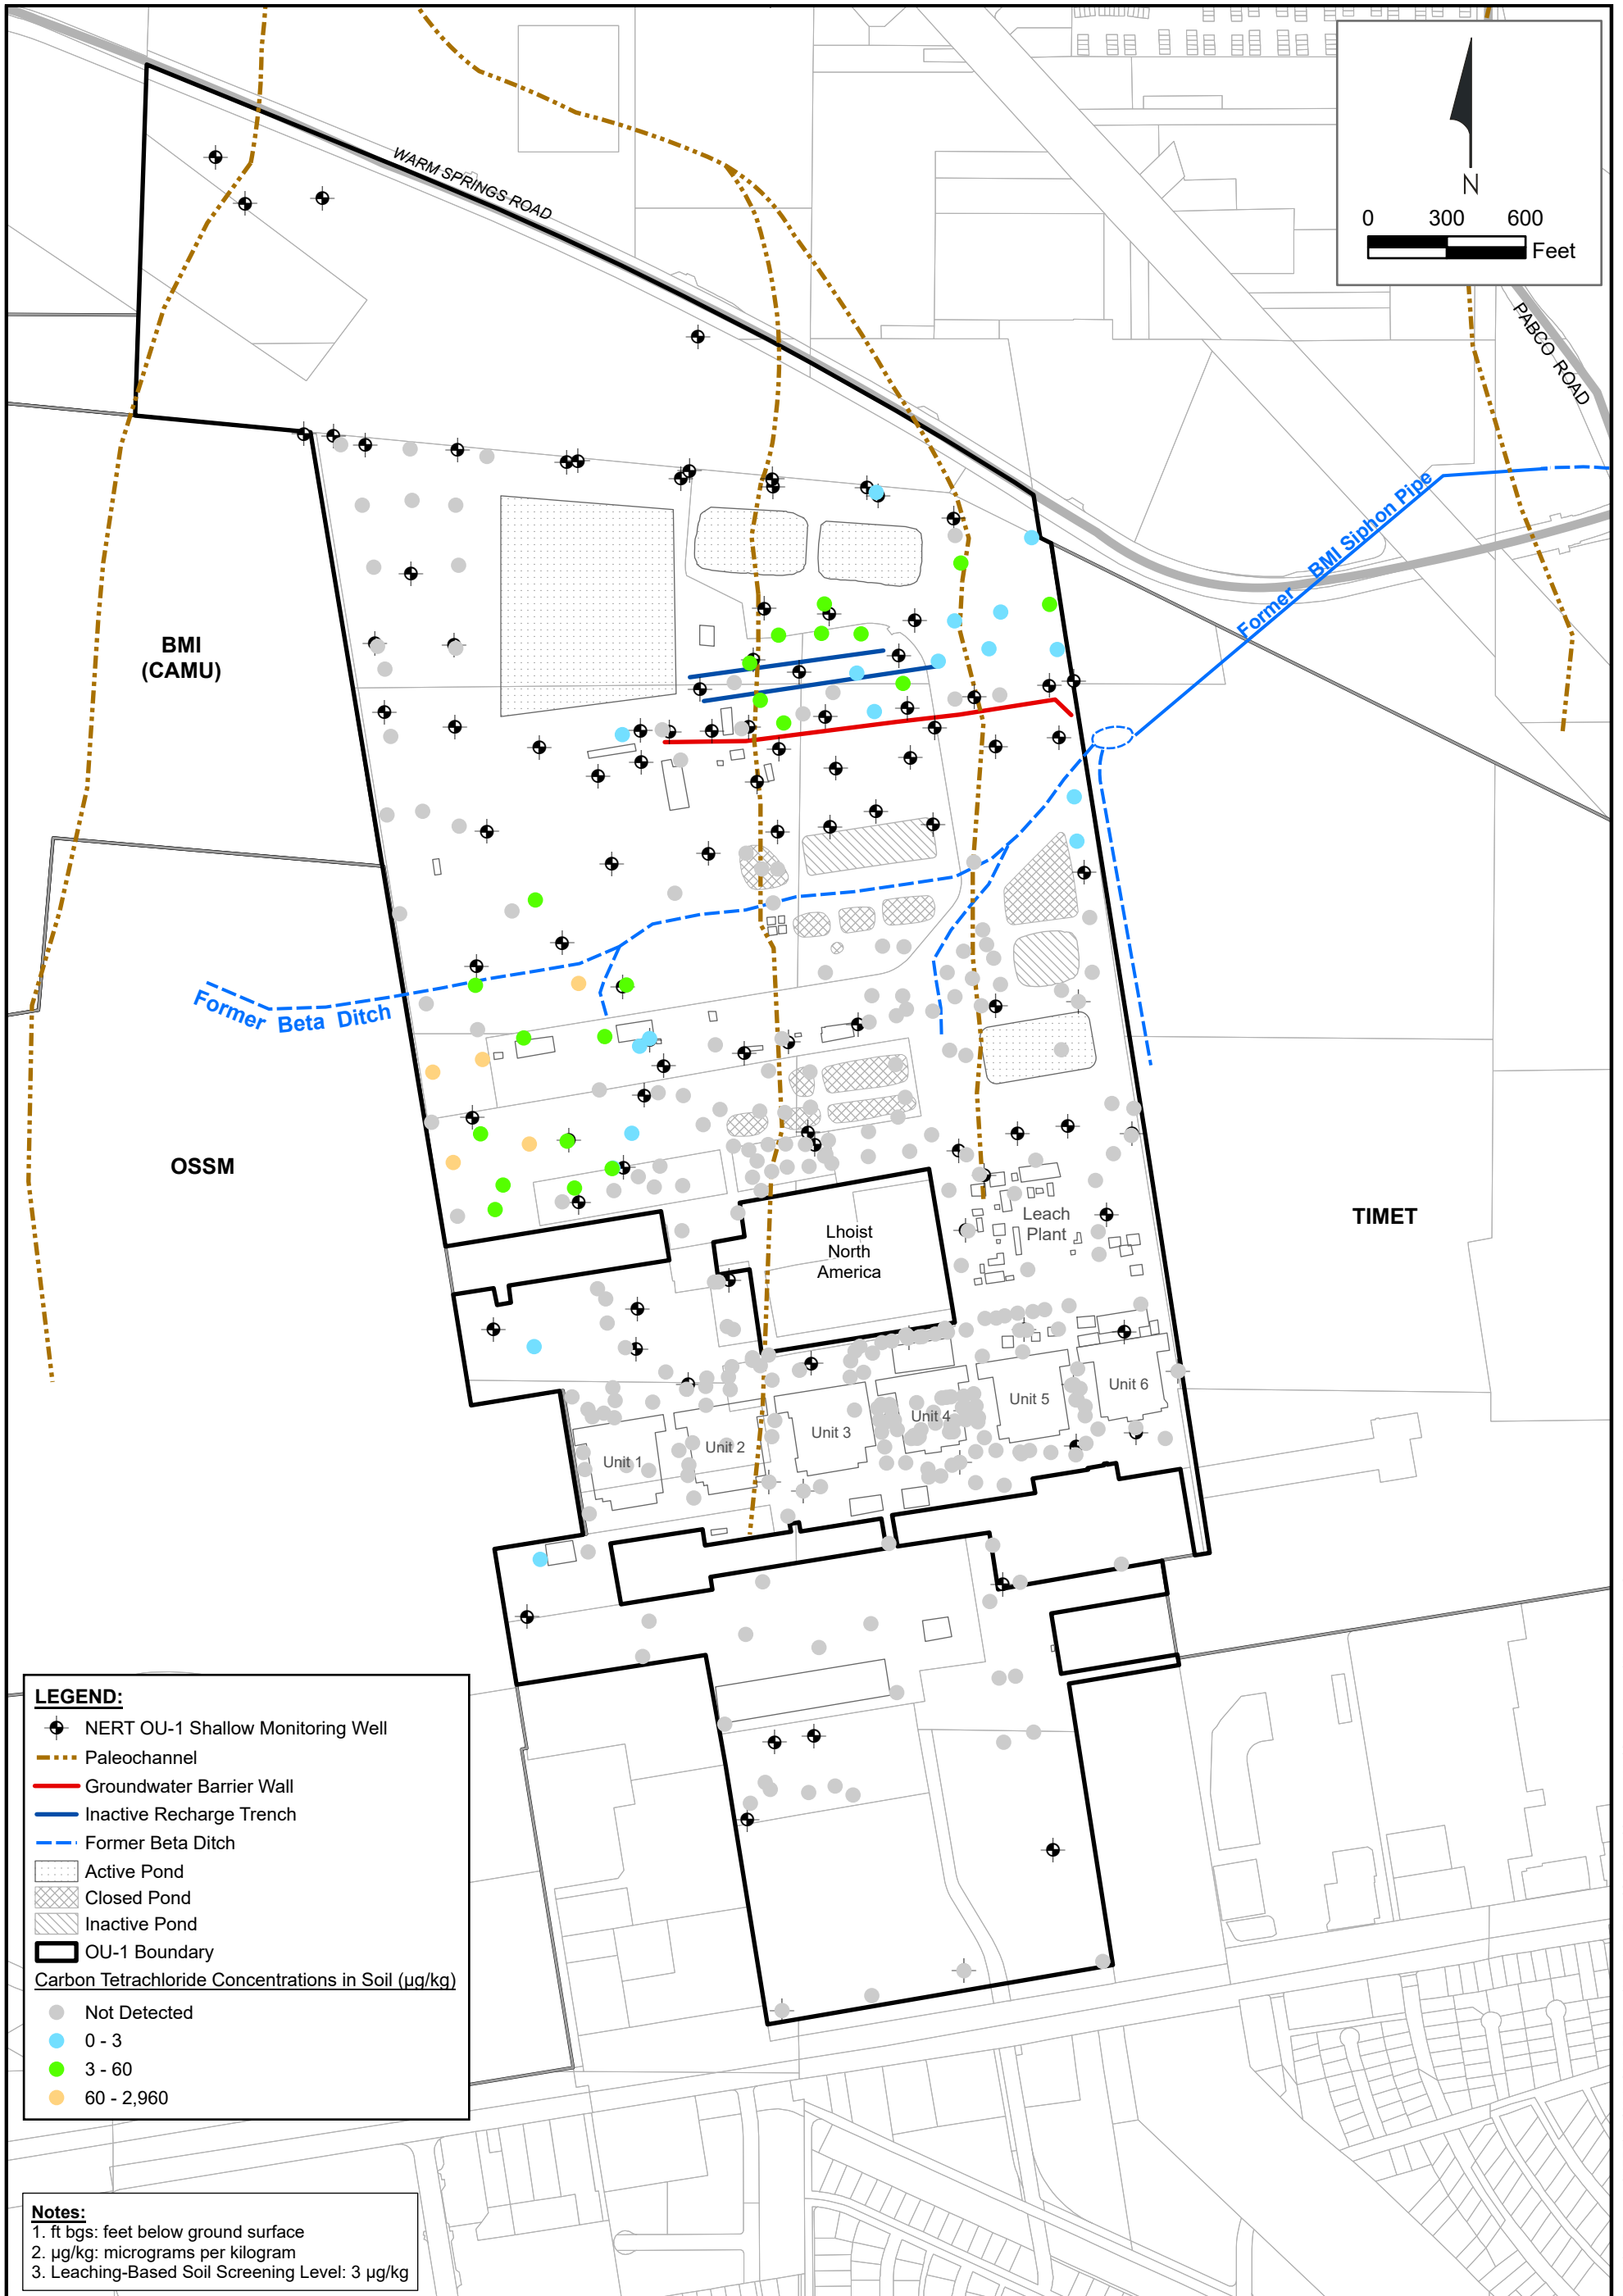 N
0 300 600
Feet
WARM SPRINGS ROAD
PABCO ROAD
Former BMI Siphon Pipe
BMI
(CAMU)
Former Beta Ditch
OSSM
TIMET
Lhoist
North
America
Leach
Plant
Unit 6
Unit 5
Unit 4
Unit 3
Unit 2
Unit 1
LEGEND:
NERT OU-1 Shallow Monitoring Well
Paleochannel
Groundwater Barrier Wall
Inactive Recharge Trench
Former Beta Ditch
Active Pond
Closed Pond
Inactive Pond
OU-1 Boundary
Carbon Tetrachloride Concentrations in Soil (µg/kg)
Not Detected
0 - 3
3 - 60
60 - 2,960
Notes:
1. ft bgs: feet below ground surface
2. µg/kg: micrograms per kilogram
3. Leaching-Based Soil Screening Level: 3 µg/kg